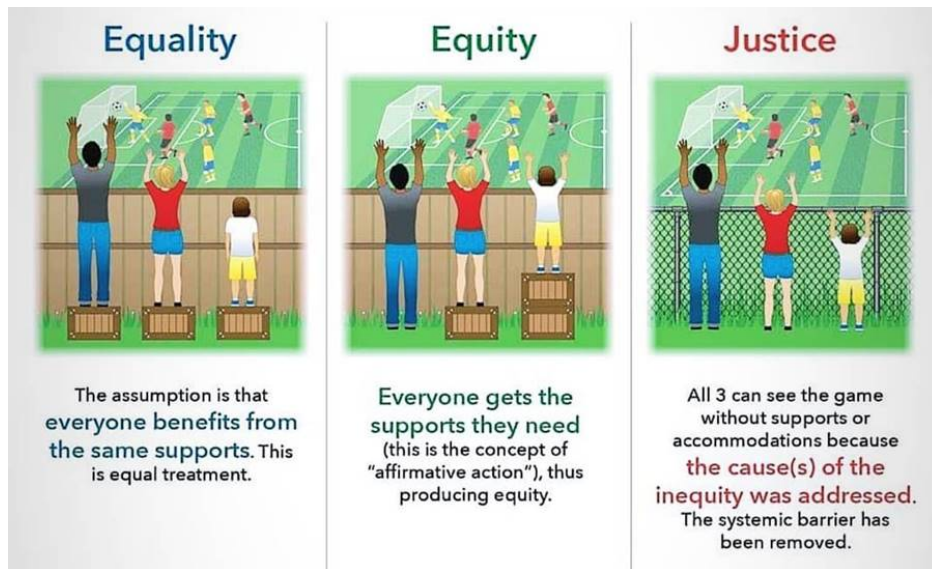 Equality
The assumption is that
everyone benefits from
the same supports. This
is equal treatment.
Equity
Everyone gets the
supports they need
(this is the concept of
“affirmative action”), thus
producing equity.
Justice
All 3 can see the game
without supports or
accommodations because
the cause(s) of the
inequity was addressed.
The systemic barrier has
been removed.